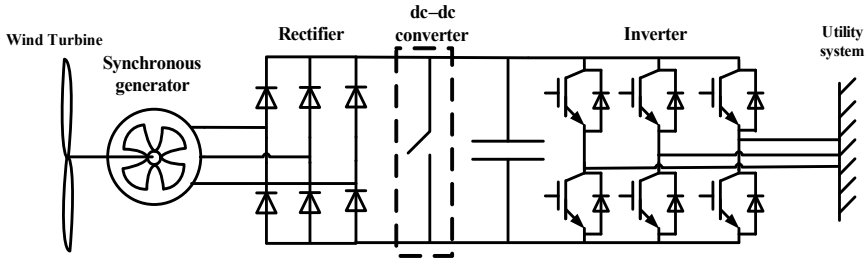 Wind Turbine
Synchronous
generator
Rectifier
dc–dc
converter
Inverter
Utility
system